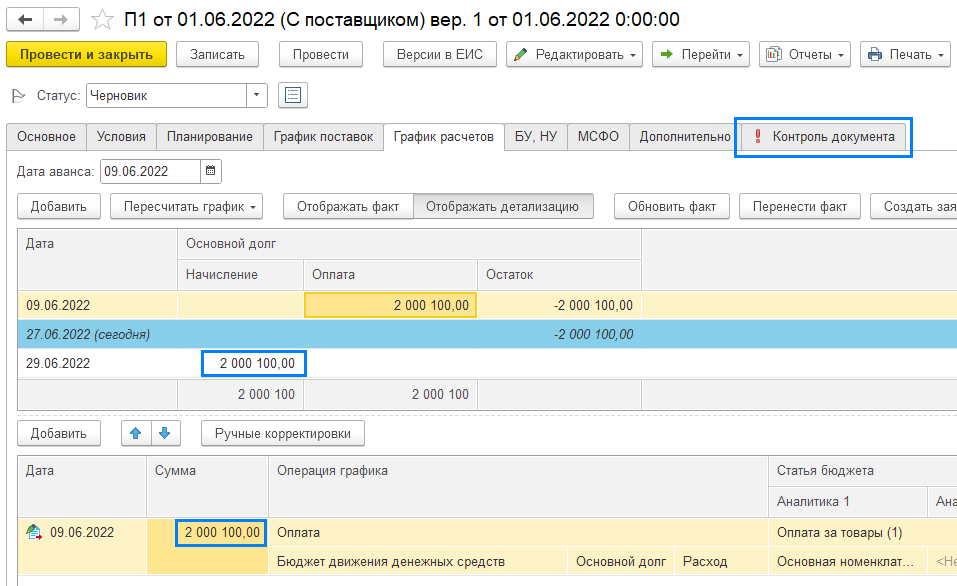 П1 от 01.06.2022 (С поставщиком) вер. 1 от 01.06.2022 0:00:00
Провести и закрыть Записать Провести Версии в ЕИС Редактировать Перейти Отчеты Печать
Статус: Черновик
Основное Условия Планирование График поставок График расчетов БУ, НУ МСФО Дополнительно Контроль документа
Дата аванса: 09.06.2022
Добавить Пересчитать график Отображать факт Отображать детализацию Обновить факт Перенести факт Создать зая
Дата Основной долг
Начисление Оплата Остаток
09.06.2022 2 000 100,00 -2 000 100,00
27.06.2022 (сегодня) -2 000 100,00
29.06.2022 2 000 100,00
2 000 100 2 000 100
Добавить Ручные корректировки
Дата Сумма Операция графика Статья бюджета
Аналитика 1 Ана
09.06.2022 2 000 100,00 Оплата Оплата за товары (1)
Бюджет движения денежных средств Основной долг Расход Основная номенклат... <Не